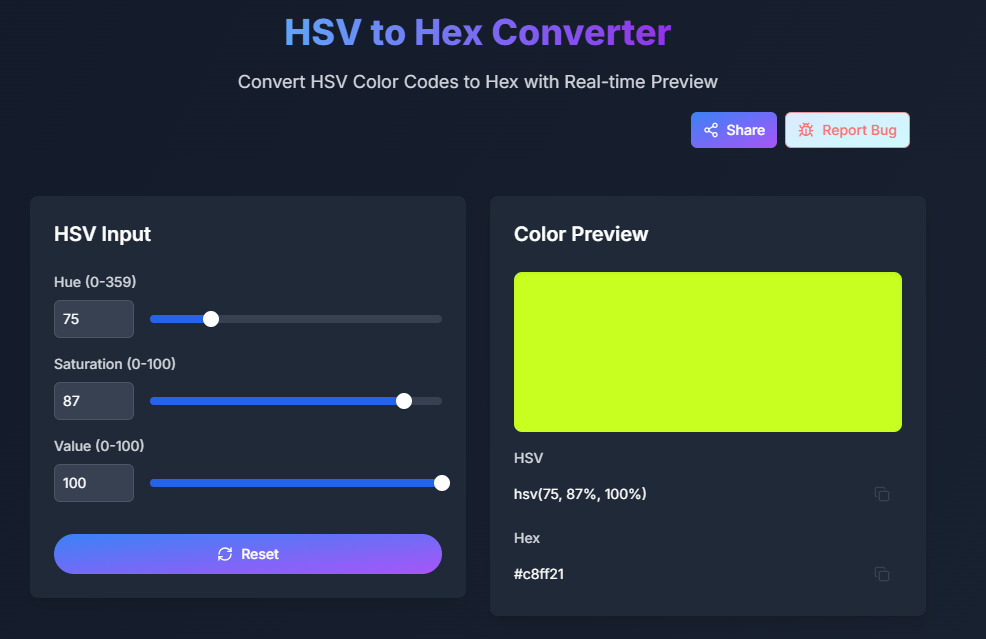 HSV to Hex Converter
Convert HSV Color Codes to Hex with Real-time Preview
Share
Report Bug
HSV Input
Hue (0-359)
75
Saturation (0-100)
87
Value (0-100)
100
Reset
Color Preview
HSV
hsv(75, 87%, 100%)
Hex
#c8ff21